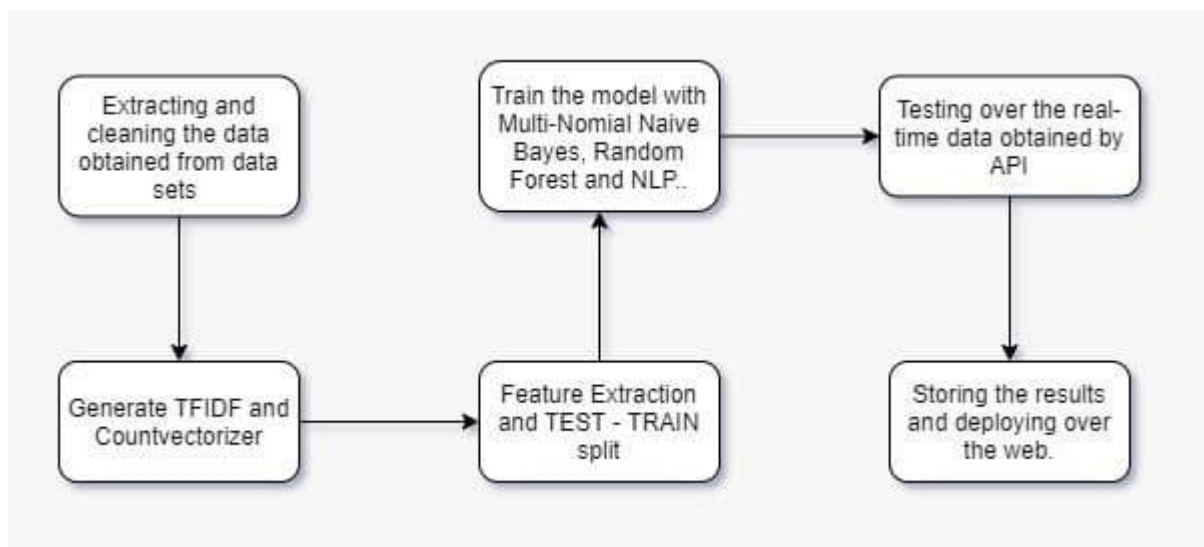 Extracting and
cleaning the data
obtained from data
sets
Generate TFIDF and
Countvectorizer
Feature Extraction
and TEST - TRAIN
split
Train the model with
Multi-Nomial Naive
Bayes, Random
Forest and NLP..
Testing over the real-
time data obtained by
API
Storing the results
and deploying over
the web.